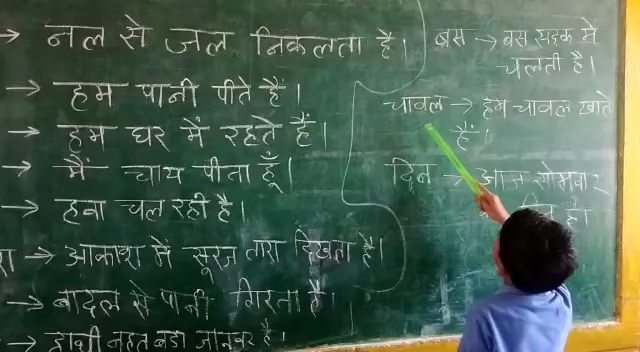 → नल से जल निकलता है।
→ हम पानी पीते हैं।
→ हम घर में रहते हैं।
→ मैं चाय पीता हूँ।
→ हवा चल रही है।
→ आकाश में सूरज तारा दिखता है।
→ बादल से पानी गिरता है।
→ हाथी बहुत बडा जानवर है।
बस → बस सड़क में
चलती है।
चावल → हम चावल खाते
हैं।
दिन → आज सोमवार
है।